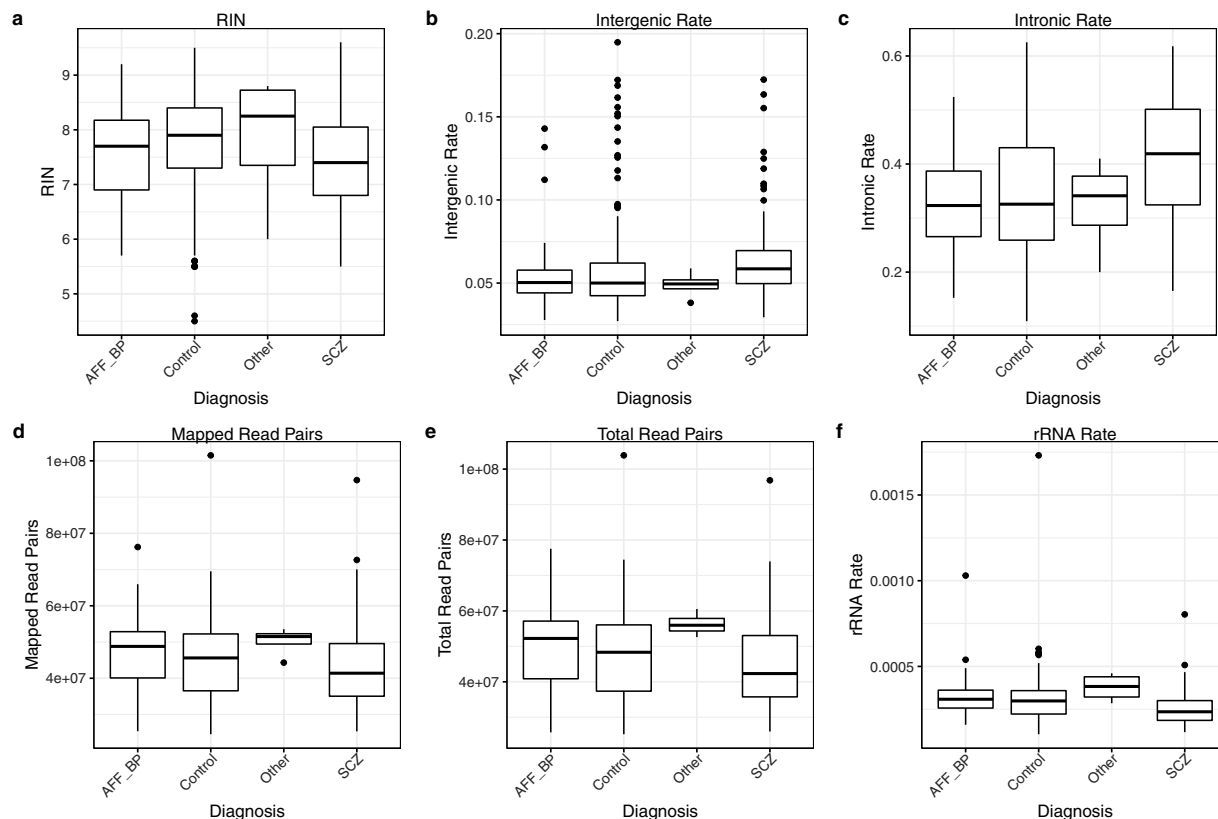 a
RIN
RIN
9
8
7
6
5
AFF_BP
Control
Other
SCZ
Diagnosis
b
Intergenic Rate
Intergenic Rate
0.20
0.15
0.10
0.05
AFF_BP
Control
Other
SCZ
Diagnosis
c
Intronic Rate
Intronic Rate
0.6
0.4
0.2
AFF_BP
Control
Other
SCZ
Diagnosis
d
Mapped Read Pairs
Mapped Read Pairs
1e+08
8e+07
6e+07
4e+07
AFF_BP
Control
Other
SCZ
Diagnosis
e
Total Read Pairs
Total Read Pairs
1e+08
8e+07
6e+07
4e+07
AFF_BP
Control
Other
SCZ
Diagnosis
f
rRNA Rate
rRNA Rate
0.0015
0.0010
0.0005
AFF_BP
Control
Other
SCZ
Diagnosis